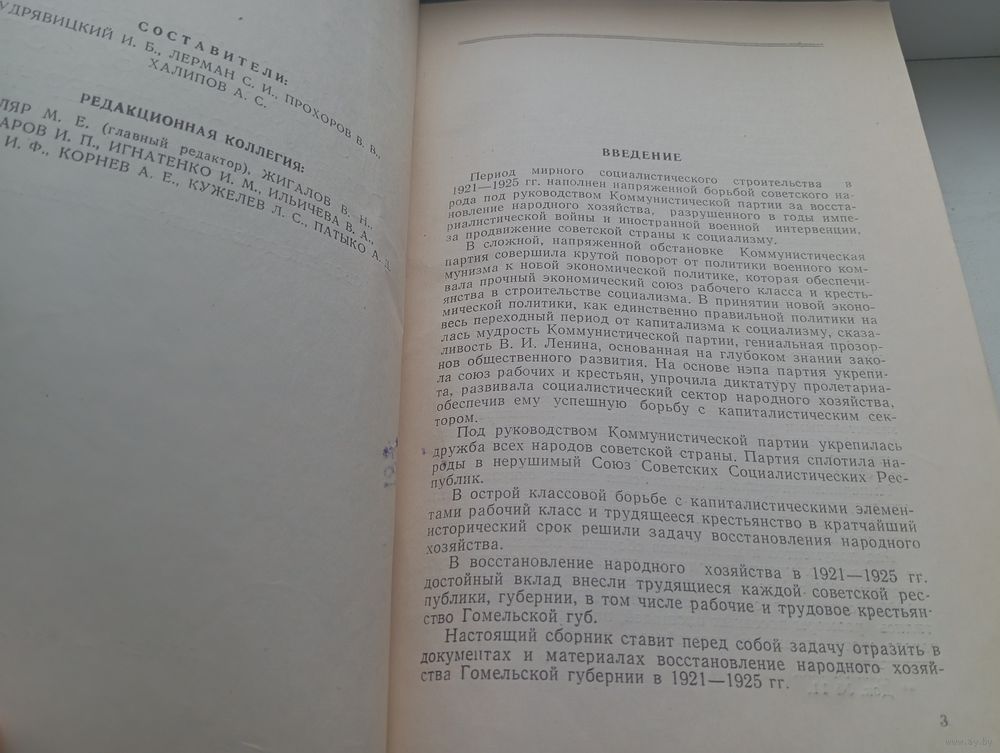 СОСТАВИТЕЛИ:
УДРЯВИЦКИЙ И. Б., ЛЕРМАН С. И., ПРОХОРОВ В. В.,
ХАЛИПОВ А. С.
РЕДАКЦИОННАЯ КОЛЛЕГИЯ:
ЛЯР М. Е. (главный редактор), ЖИГАЛОВ В. Н.,
АРОВ И. П., ИГНАТЕНКО И. М., ИЛЬИЧЕВА В. А.,
И. Ф., КОРНЕВ А. Е., КУЖЕЛЕВ Л. С., ПАТЫКО А.
ВВЕДЕНИЕ
Период мирного социалистического строительства в
1921—1925 гг. наполнен напряженной борьбой советского на-
рода под руководством Коммунистической партии за восста-
новление народного хозяйства, разрушенного в годы импе-
риалистической войны и иностранной военной интервенции,
за продвижение советской страны к социализму.
В сложной, напряженной обстановке Коммунистическая
партия совершила крутой поворот от политики военного ком-
мунизма к новой экономической политике, которая обеспечи-
вала прочный экономический союз рабочего класса и кресть-
янства в строительстве социализма. В принятии новой эконо-
мической политики, как единственно правильной политики на
весь переходный период от капитализма к социализму, сказа-
лась мудрость Коммунистической партии, гениальная прозор-
ливость В. И. Ленина, основанная на глубоком знании зако-
нов общественного развития. На основе нэпа партия укрепи-
ла союз рабочих и крестьян, упрочила диктатуру пролетариа-
та, развивала социалистический сектор народного хозяйства,
обеспечив ему успешную борьбу с капиталистическим сек-
тором.
Под руководством Коммунистической партии укрепилась
дружба всех народов советской страны. Партия сплотила на-
роды в нерушимый Союз Советских Социалистических Рес-
публик.
В острой классовой борьбе с капиталистическими элемен-
тами рабочий класс и трудящееся крестьянство в кратчайший
исторический срок решили задачу восстановления народного
хозяйства.
В восстановление народного хозяйства в 1921—1925 гг.
достойный вклад внесли трудящиеся каждой советской рес-
публики, губернии, в том числе рабочие и трудовое крестьян-
ство Гомельской губ.
Настоящий сборник ставит перед собой задачу отразить в
документах и материалах восстановление народного хозяй-
ства Гомельской губернии в 1921—1925 гг.
3
www.ay.by